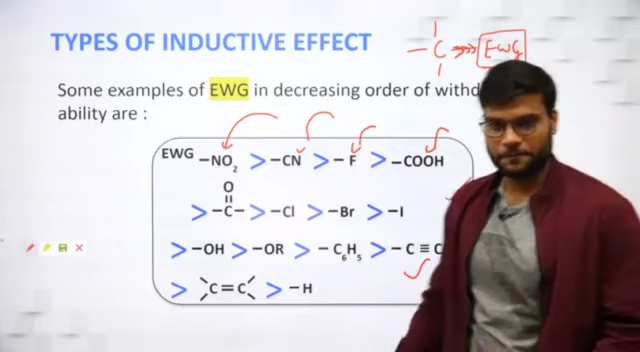 TYPES OF INDUCTIVE EFFECT
– C → EWG
Some examples of EWG in decreasing order of withd
ability are :
EWG –NO₂ > –CN > –F > –COOH
> –C(=O)– > –Cl > –Br > –I
> –OH > –OR > –C₆H₅ > –C≡C
> >C=C< > –H